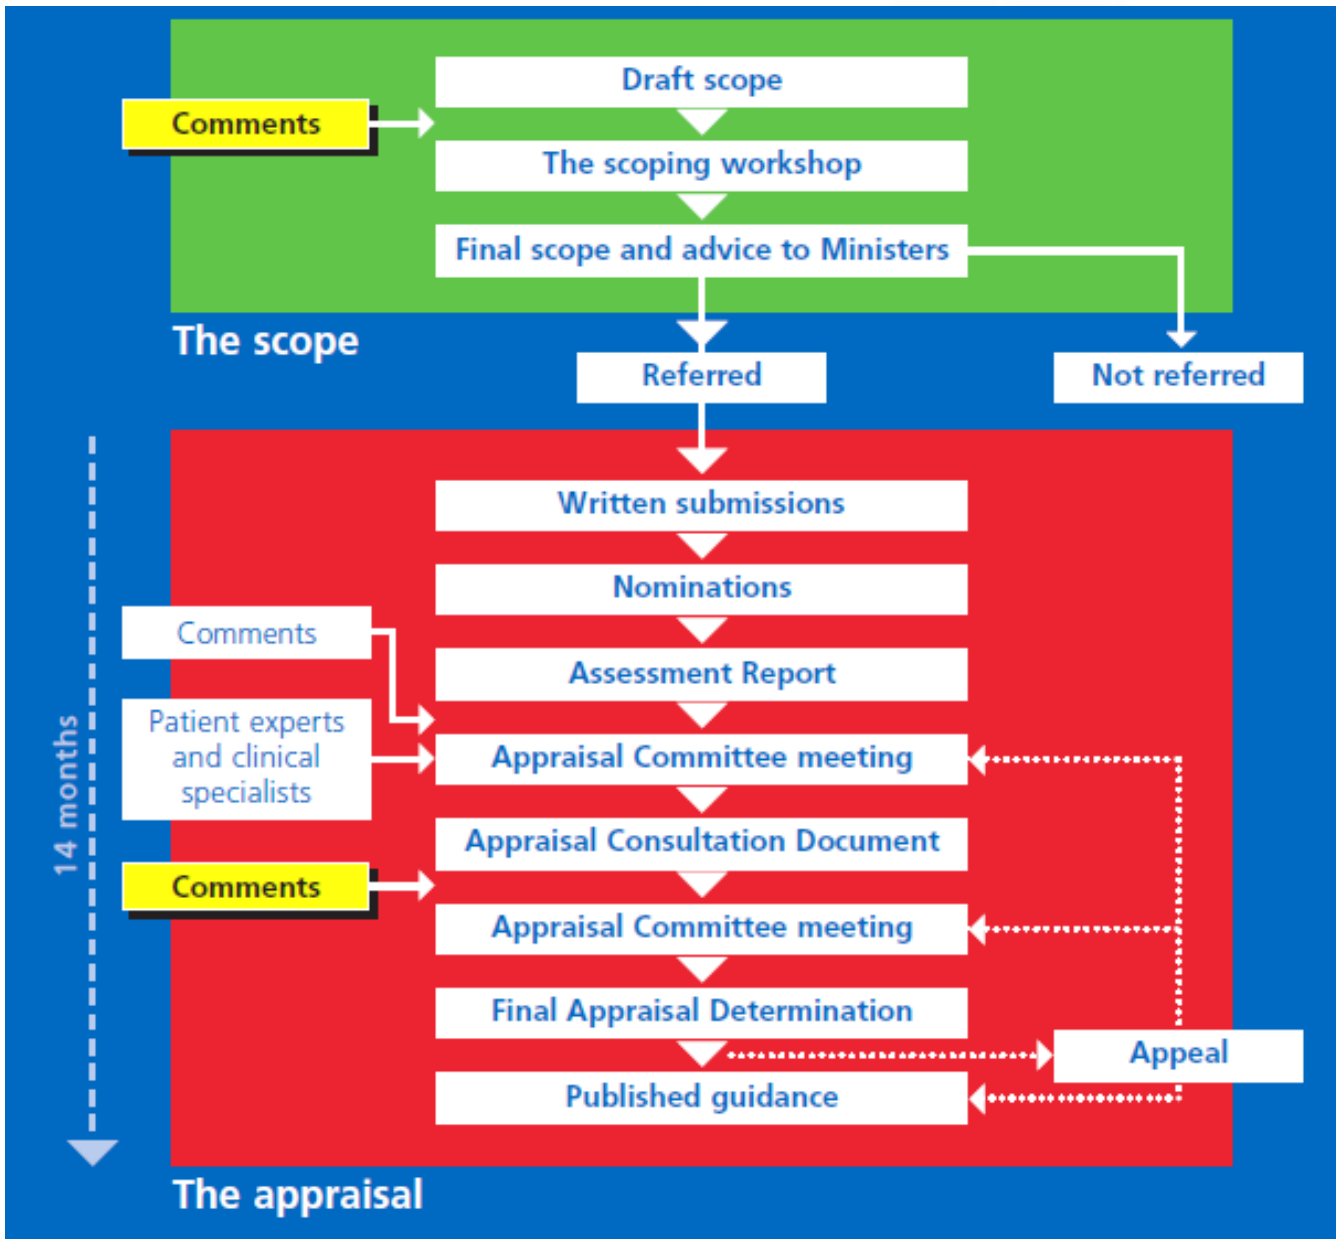 Draft scope
Comments
The scoping workshop
Final scope and advice to Ministers
The scope
Referred
Not referred
Written submissions
Nominations
Comments
Assessment Report
Patient experts
and clinical
specialists
Appraisal Committee meeting
14 months
Appraisal Consultation Document
Comments
Appraisal Committee meeting
Final Appraisal Determination
Appeal
Published guidance
The appraisal